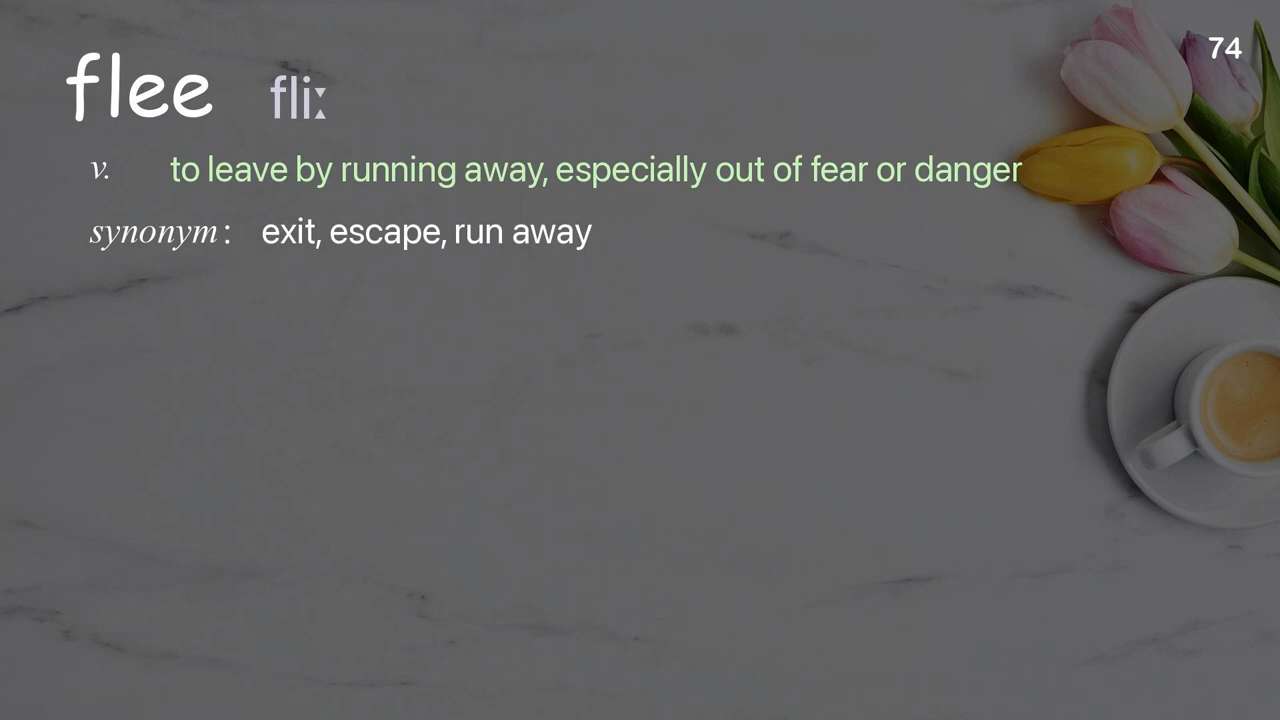 74
flee fliː
v. to leave by running away, especially out of fear or danger
synonym : exit, escape, run away